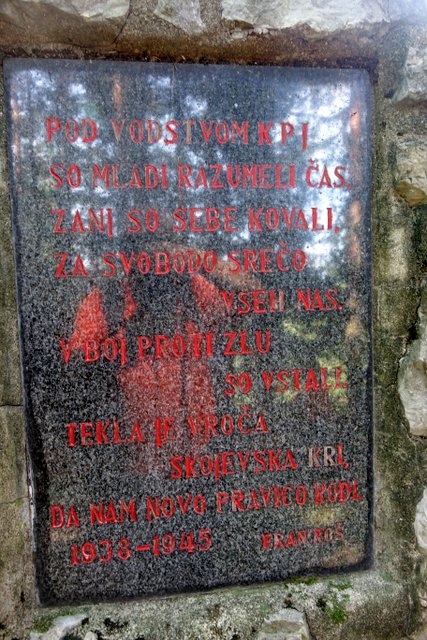 POD VODSTVOM KPJ
SO MLADI RAZUMELI ČAS,
ZANJ SO SEBE KOVALI,
ZA SVOBODO, SREČO
VSEH NAS.
V BOJ PROTI ZLU
SO VSTALI,
TEKLA JE VROČA
SKOJEVSKA KRI,
DA NAM NOVO PRAVICO RODI.
1938-1945 FRAN ROŠ